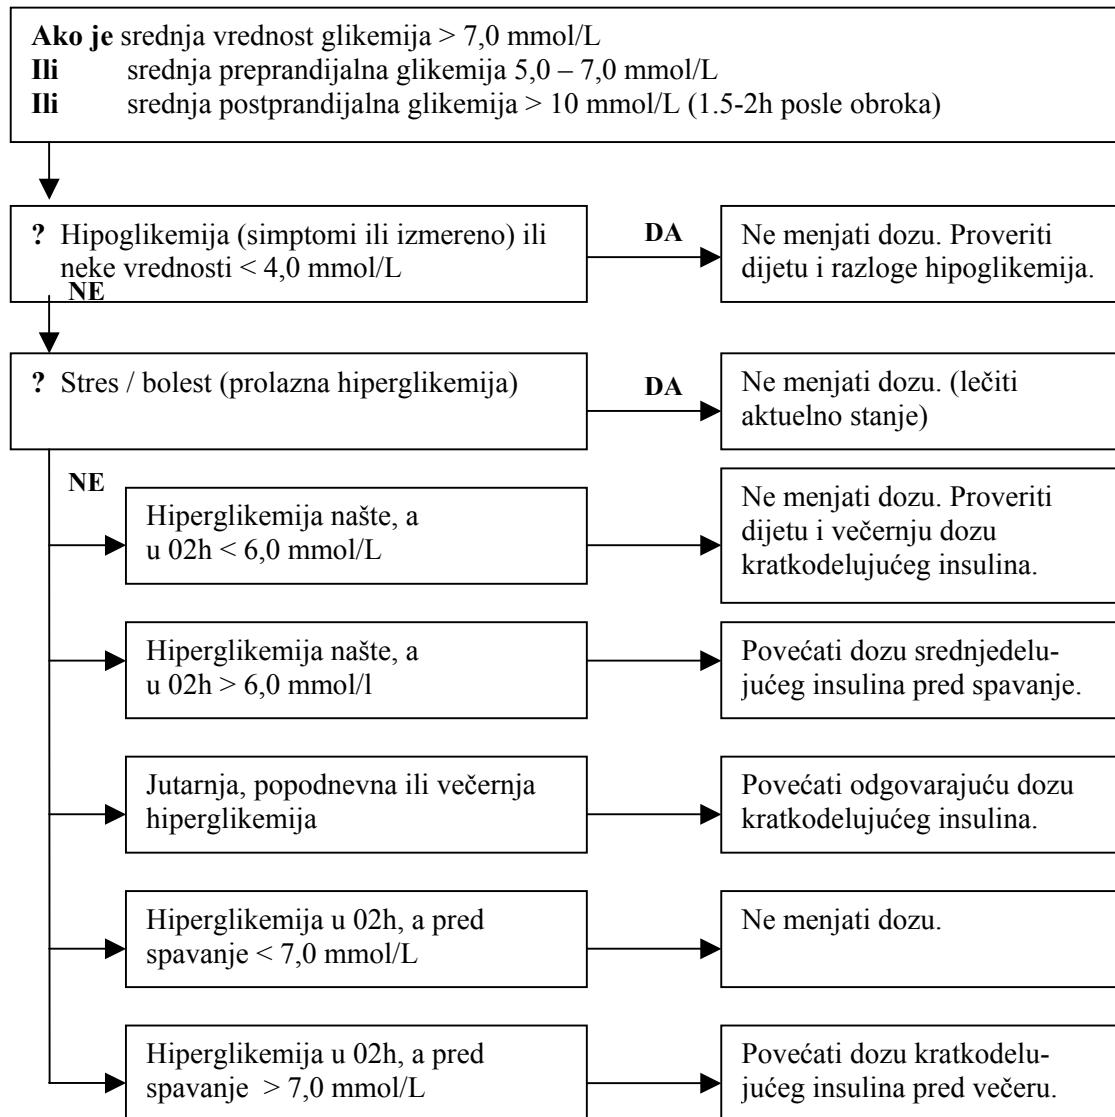 Ako je srednja vrednost glikemija > 7,0 mmol/L
Ili srednja preprandijalna glikemija 5,0 – 7,0 mmol/L
Ili srednja postprandijalna glikemija > 10 mmol/L (1.5-2h posle obroka)
? Hipoglikemija (simptomi ili izmereno) ili
neke vrednosti < 4,0 mmol/L
DA
Ne menjati dozu. Proveriti
dijetu i razloge hipoglikemija.
NE
? Stres / bolest (prolazna hiperglikemija)
DA
Ne menjati dozu. (lečiti
aktuelno stanje)
NE
Hiperglikemija našte, a
u 02h < 6,0 mmol/L
Ne menjati dozu. Proveriti
dijetu i večernju dozu
kratkodelujućeg insulina.
Hiperglikemija našte, a
u 02h > 6,0 mmol/l
Povećati dozu srednjedelu-
jućeg insulina pred spavanje.
Jutarnja, popodnevna ili večernja
hiperglikemija
Povećati odgovarajuću dozu
kratkodelujućeg insulina.
Hiperglikemija u 02h, a pred
spavanje < 7,0 mmol/L
Ne menjati dozu.
Hiperglikemija u 02h, a pred
spavanje > 7,0 mmol/L
Povećati dozu kratkodelu-
jućeg insulina pred večeru.